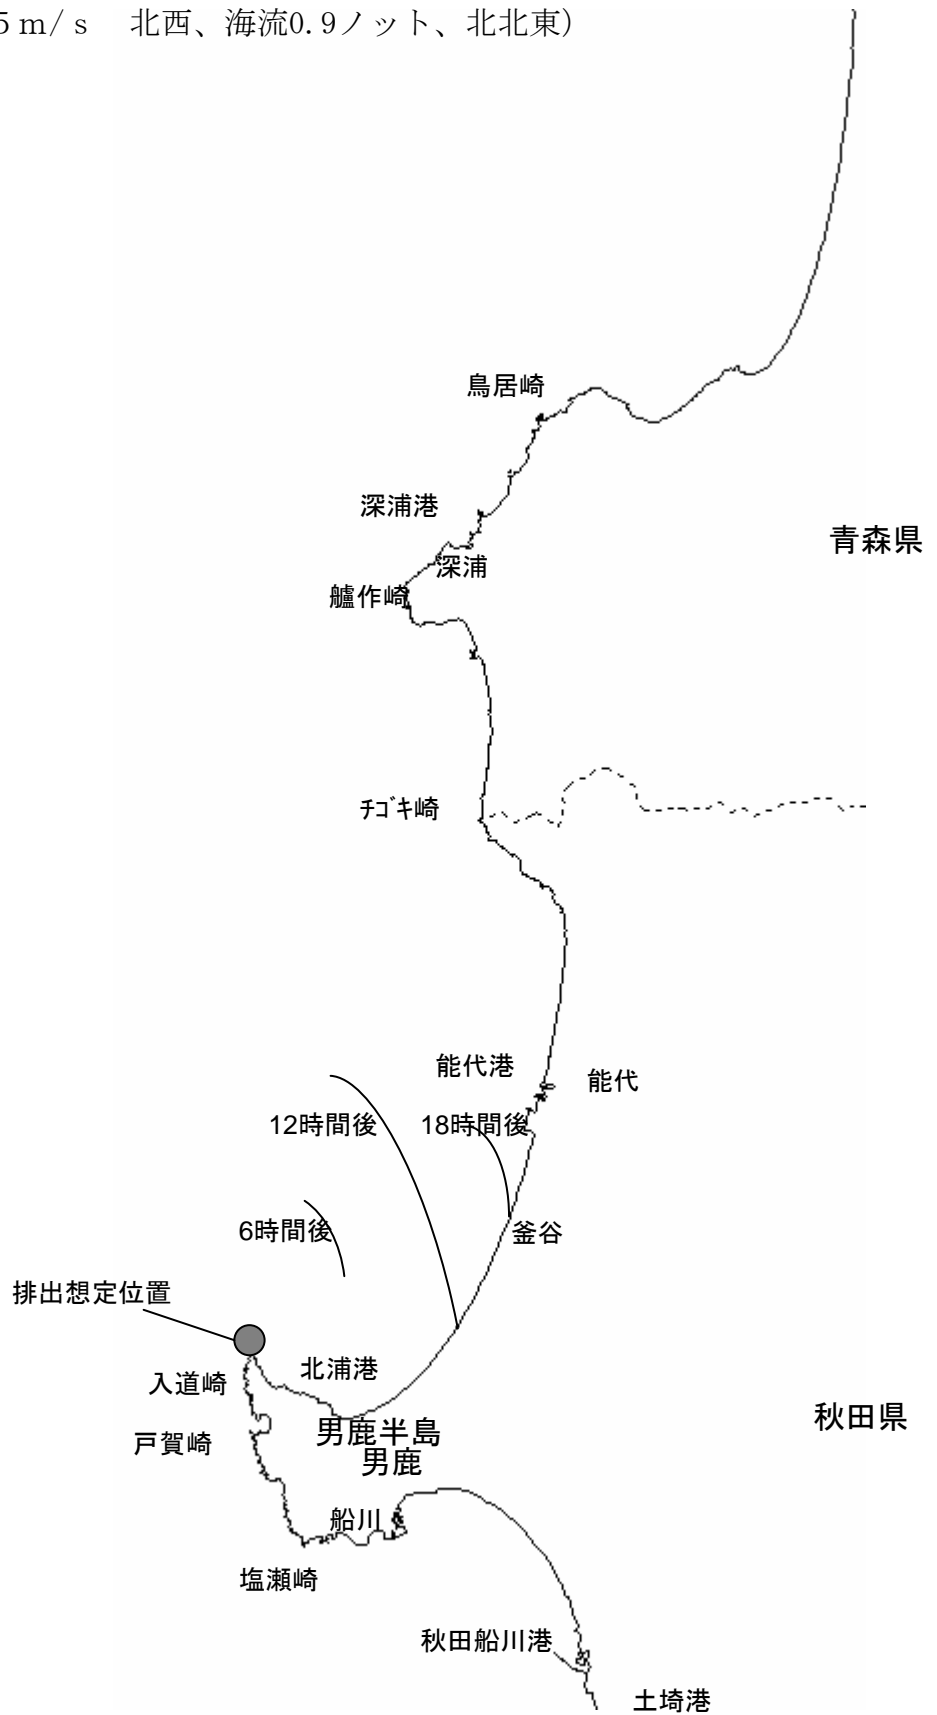 5m/s 北西、海流0.9ノット、北北東)
鳥居崎
深浦港
青森県
深浦
艫作崎
ﾁｺﾞｷ崎
能代港
能代
12時間後
18時間後
6時間後
釜谷
排出想定位置
北浦港
入道崎
秋田県
戸賀崎
男鹿半島
男鹿
船川
塩瀬崎
秋田船川港
土埼港